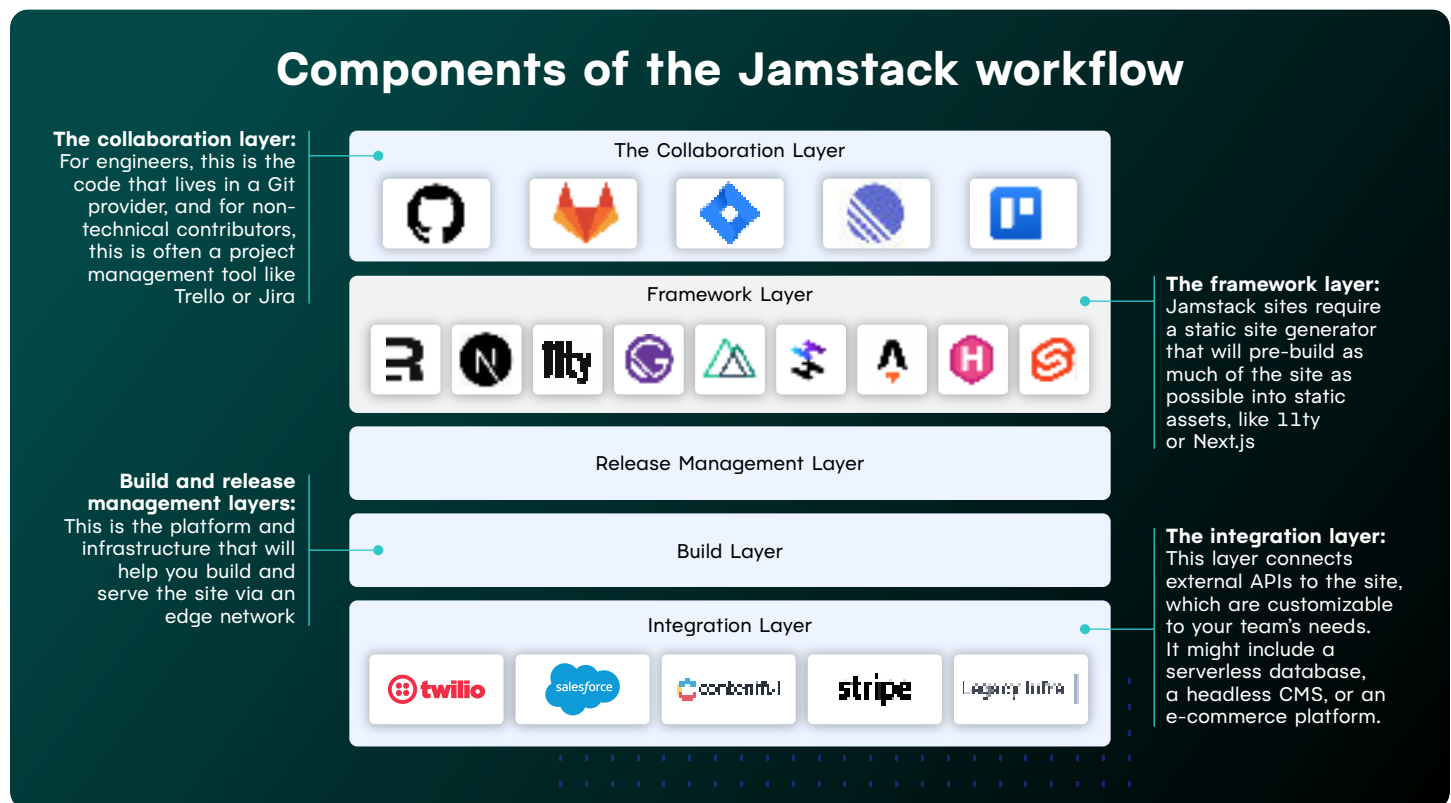 Components of the Jamstack workflow
The collaboration layer:
For engineers, this is the
code that lives in a Git
provider, and for non-
technical contributors,
this is often a project
management tool like
Trello or Jira
The Collaboration Layer
Framework Layer
11ty
The framework layer:
Jamstack sites require
a static site generator
that will pre-build as
much of the site as
possible into static
assets, like 11ty
or Next.js
Release Management Layer
Build and release
management layers:
This is the platform and
infrastructure that will
help you build and
serve the site via an
edge network
Build Layer
Integration Layer
twilio
salesforce
contentful
stripe
Legacy Infra
The integration layer:
This layer connects
external APIs to the site,
which are customizable
to your team's needs.
It might include a
serverless database,
a headless CMS, or an
e-commerce platform.